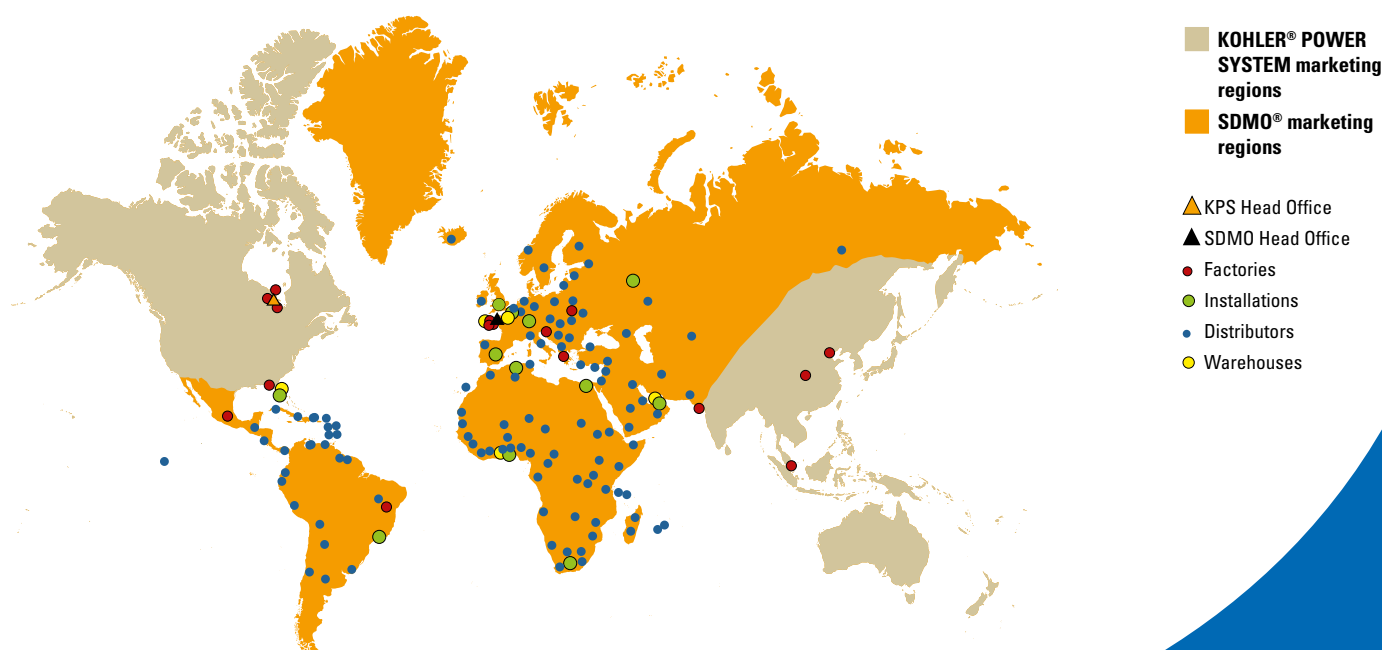 KOHLER® POWER
SYSTEM marketing
regions
SDMO® marketing
regions
KPS Head Office
SDMO Head Office
Factories
Installations
Distributors
Warehouses